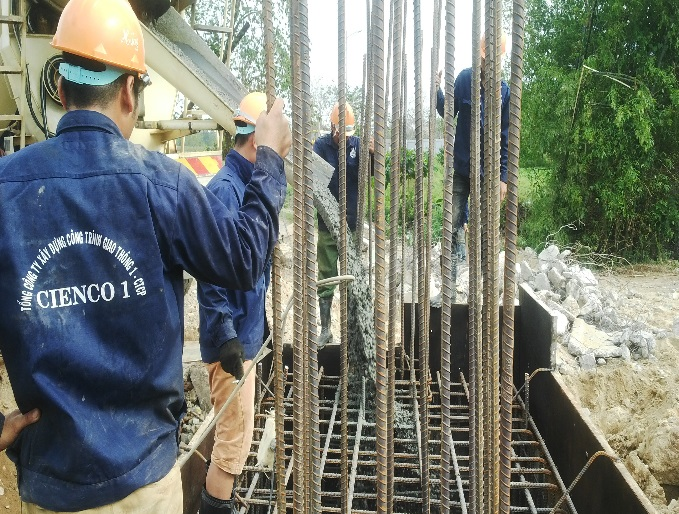 TỔNG CÔNG TY XÂY DỰNG CÔNG TRÌNH GIAO THÔNG 1 - CTCP
CIENCO 1